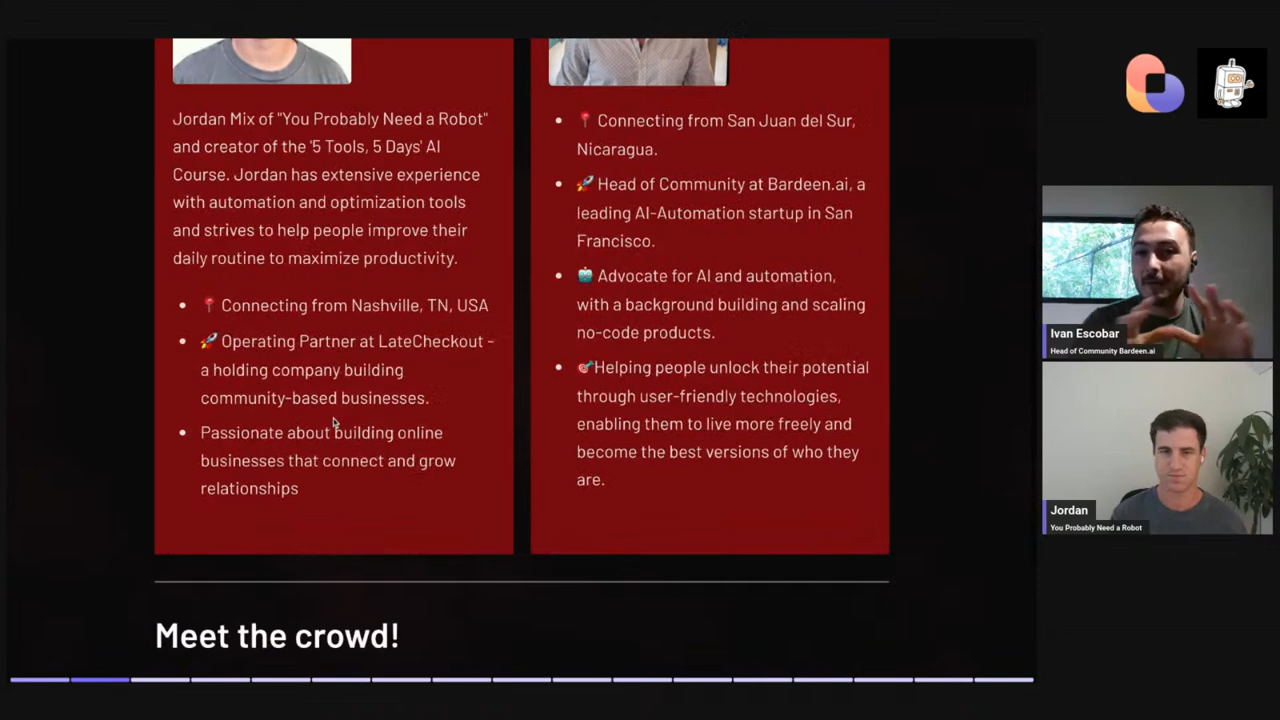 Jordan Mix of "You Probably Need a Robot"
and creator of the '5 Tools, 5 Days' AI
Course. Jordan has extensive experience
with automation and optimization tools
and strives to help people improve their
daily routine to maximize productivity.
• 📍 Connecting from Nashville, TN, USA
• 🚀 Operating Partner at LateCheckout -
a holding company building
community-based businesses.
• Passionate about building online
businesses that connect and grow
relationships
• 📍 Connecting from San Juan del Sur,
Nicaragua.
• 🚀 Head of Community at Bardeen.ai, a
leading AI-Automation startup in San
Francisco.
• 🤖 Advocate for AI and automation,
with a background building and scaling
no-code products.
• 🎯Helping people unlock their potential
through user-friendly technologies,
enabling them to live more freely and
become the best versions of who they
are.
Meet the crowd!
Ivan Escobar
Head of Community Bardeen.ai
Jordan
You Probably Need a Robot